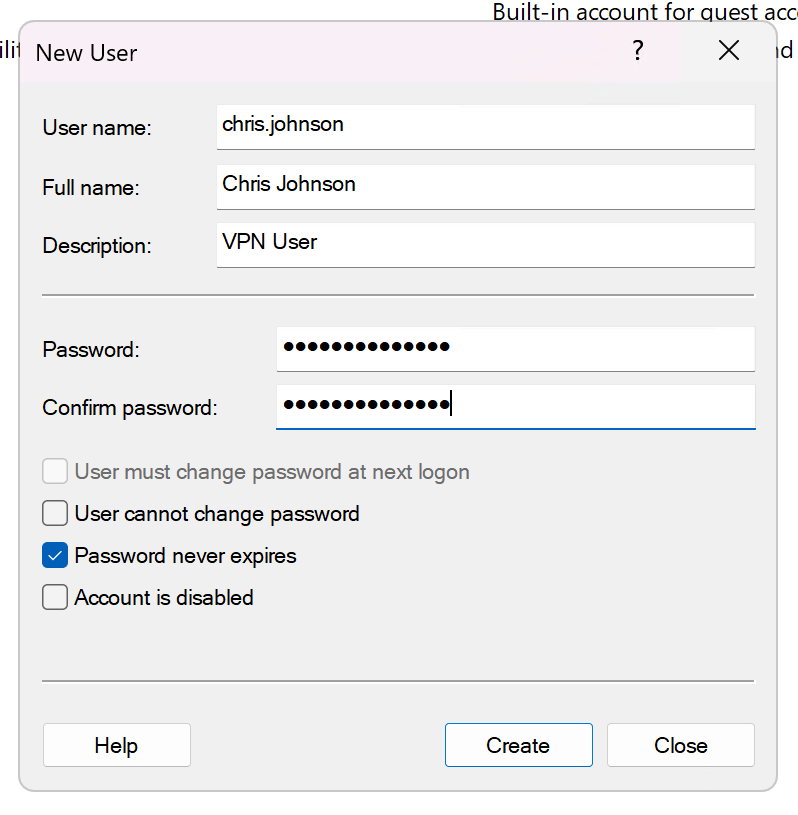 Built-in account for guest acc
New User
?
nd
User name:
chris.johnson
Full name:
Chris Johnson
Description:
VPN User
Password:
●●●●●●●●●●●●●●
Confirm password:
●●●●●●●●●●●●●●
User must change password at next logon
User cannot change password
Password never expires
Account is disabled
Help
Create
Close